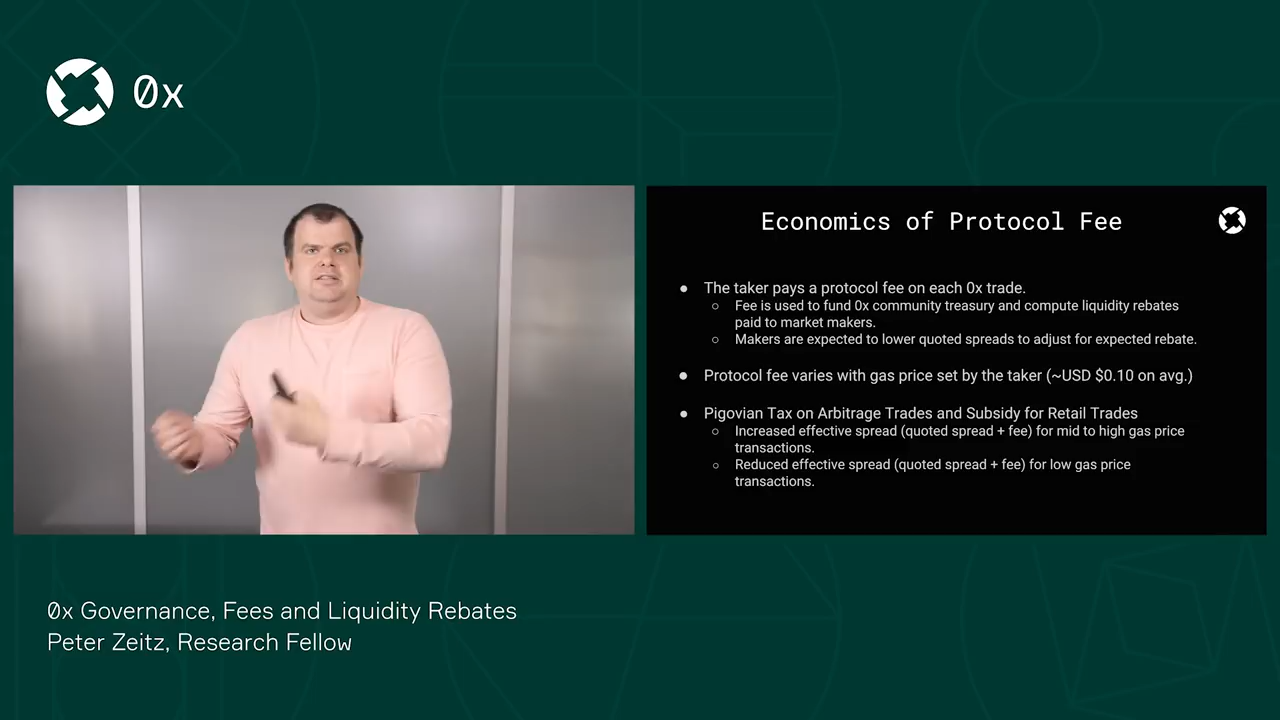 0x
Economics of Protocol Fee
● The taker pays a protocol fee on each 0x trade.
○ Fee is used to fund 0x community treasury and compute liquidity rebates
paid to market makers.
○ Makers are expected to lower quoted spreads to adjust for expected rebate.
● Protocol fee varies with gas price set by the taker (~USD $0.10 on avg.)
● Pigovian Tax on Arbitrage Trades and Subsidy for Retail Trades
○ Increased effective spread (quoted spread + fee) for mid to high gas price
transactions.
○ Reduced effective spread (quoted spread + fee) for low gas price
transactions.
0x Governance, Fees and Liquidity Rebates
Peter Zeitz, Research Fellow